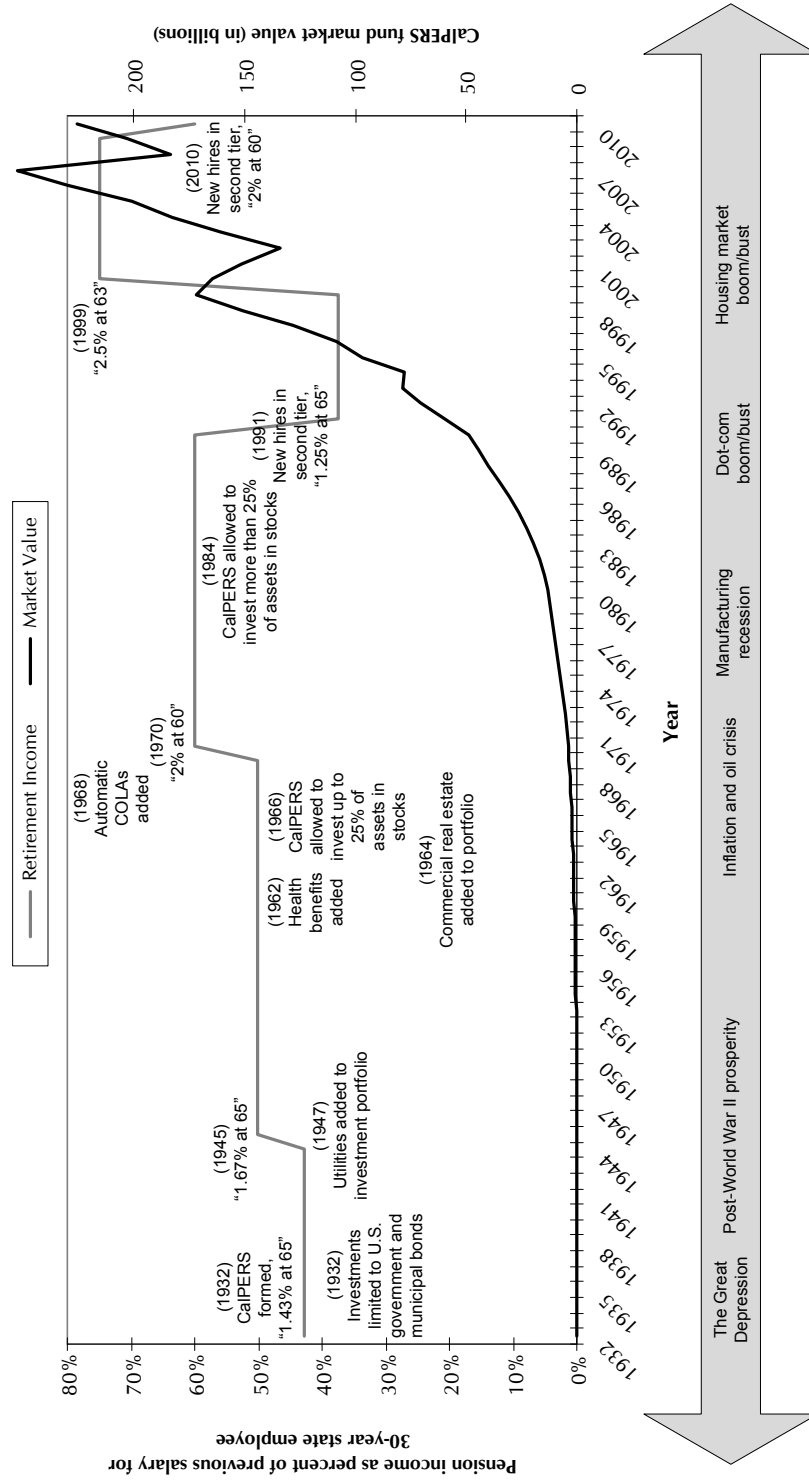 Retirement Income
Market Value
Pension income as percent of previous salary for
30-year state employee
80%
70%
60%
50%
40%
30%
20%
10%
0%
CalPERS fund market value (in billions)
200
150
100
50
0
(1932)
CalPERS
formed,
“1.43% at 65”
(1932)
Investments
limited to U.S.
government and
municipal bonds
(1945)
“1.67% at 65”
(1947)
Utilities added to
investment portfolio
(1962)
Health
benefits
added
(1964)
Commercial real estate
added to portfolio
(1966)
CalPERS
allowed to
invest up to
25% of
assets in
stocks
(1968)
Automatic
COLAs
added
(1970)
“2% at 60”
(1984)
CalPERS allowed to
invest more than 25%
of assets in stocks
(1991)
New hires in
second tier,
“1.25% at 65”
(1999)
“2.5% at 63”
(2010)
New hires in
second tier,
“2% at 60”
1932
1935
1938
1941
1944
1947
1950
1953
1956
1959
1962
1965
1968
1971
1974
1977
1980
1983
1986
1989
1992
1995
1998
2001
2004
2007
2010
Year
The Great
Depression
Post-World War II prosperity
Inflation and oil crisis
Manufacturing
recession
Dot-com
boom/bust
Housing market
boom/bust